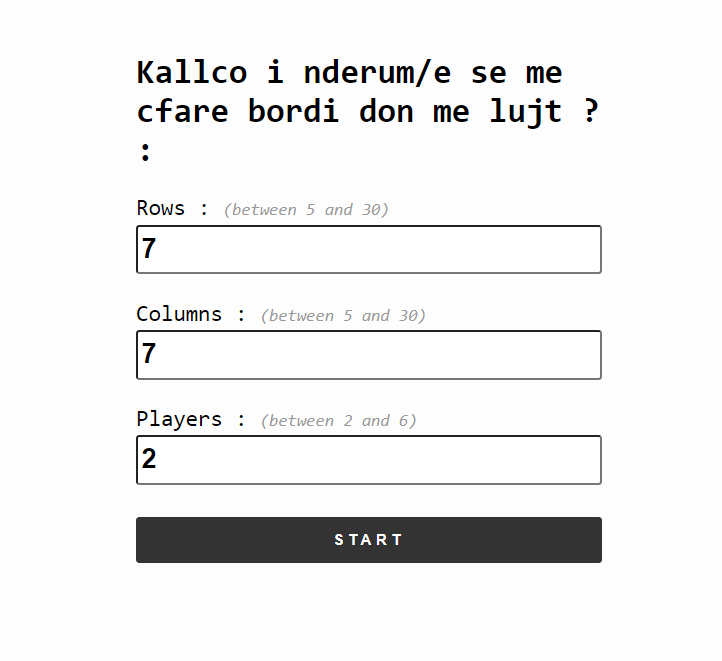 Kallco i nderum/e se me
cfare bordi don me lujt ?
:
Rows : (between 5 and 30)
7
Columns : (between 5 and 30)
7
Players : (between 2 and 6)
2
START